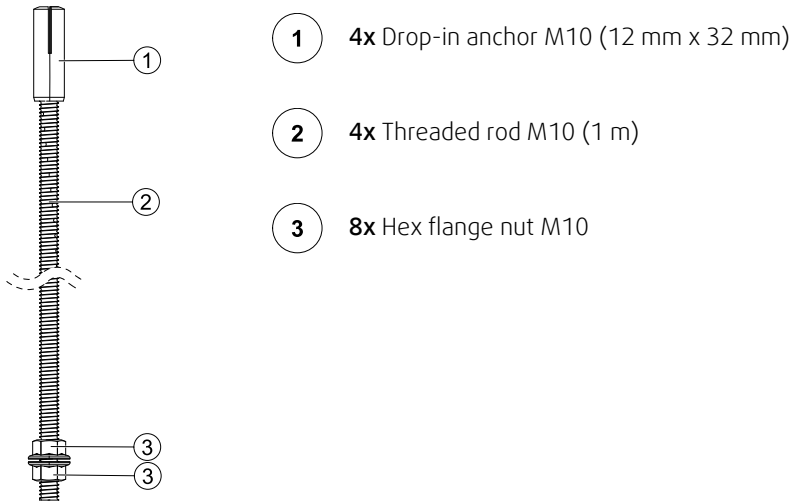 1 4x Drop-in anchor M10 (12 mm x 32 mm)
1
2 4x Threaded rod M10 (1 m)
2
3 8x Hex flange nut M10
3
3